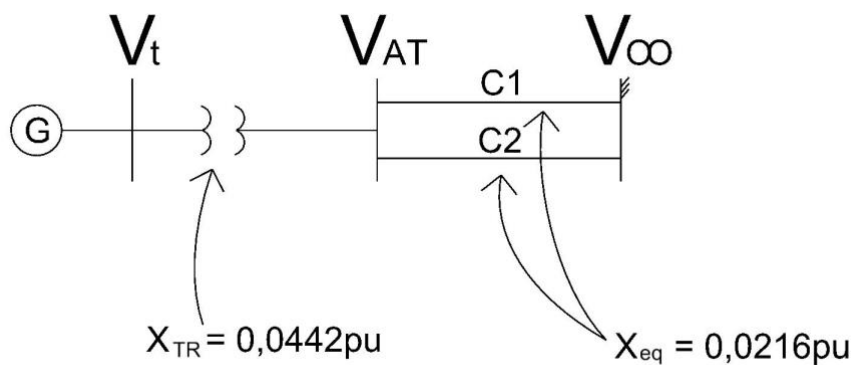 Vt
VAT
V∞
C1
G
C2
XTR = 0,0442pu
Xeq = 0,0216pu